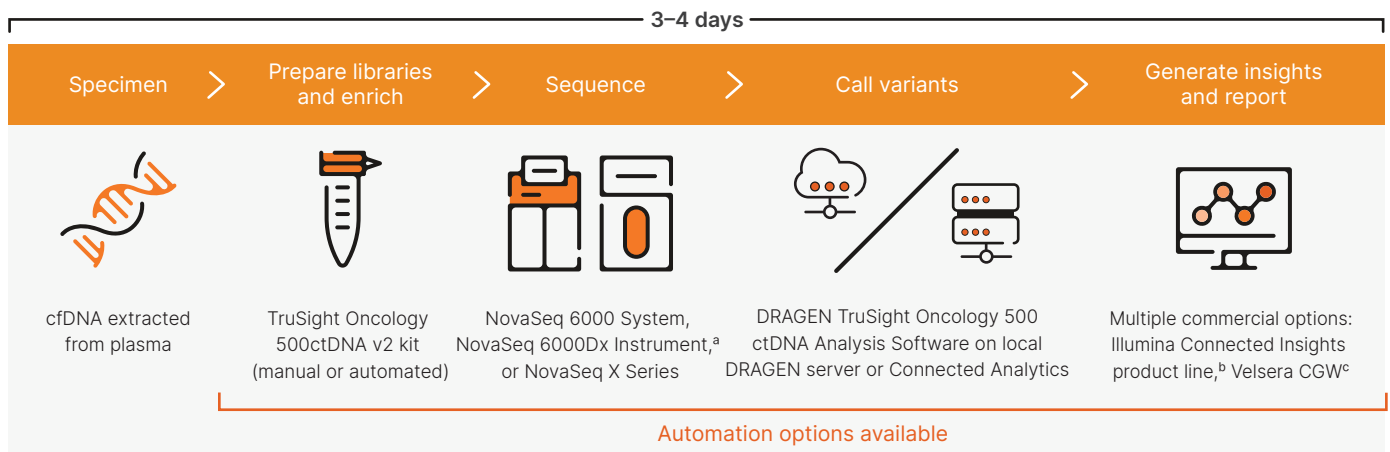 3–4 days
Specimen
Prepare libraries
and enrich
Sequence
Call variants
Generate insights
and report
cfDNA extracted
from plasma
TruSight Oncology
500ctDNA v2 kit
(manual or automated)
NovaSeq 6000 System,
NovaSeq 6000Dx Instrument,ᵃ
or NovaSeq X Series
DRAGEN TruSight Oncology 500
ctDNA Analysis Software on local
DRAGEN server or Connected Analytics
Multiple commercial options:
Illumina Connected Insights
product line,ᵇ Velsera CGWᶜ
Automation options available